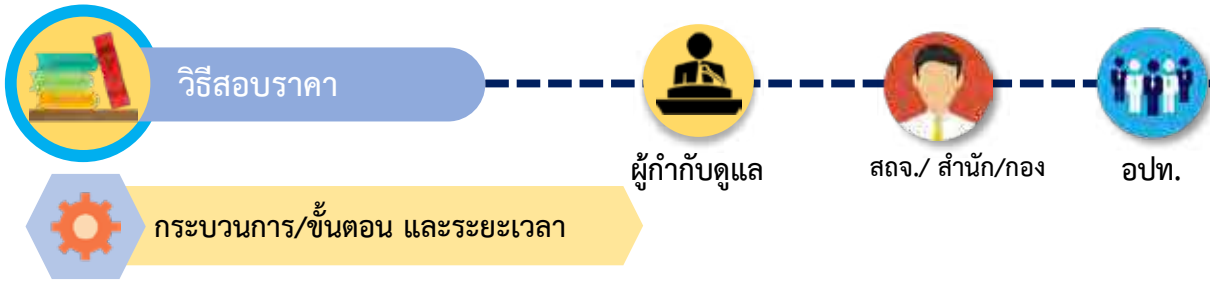 วิธีสอบราคา
ผู้กำกับดูแล
สถจ./ สำนัก/กอง
อปท.
กระบวนการ/ขั้นตอน และระยะเวลา